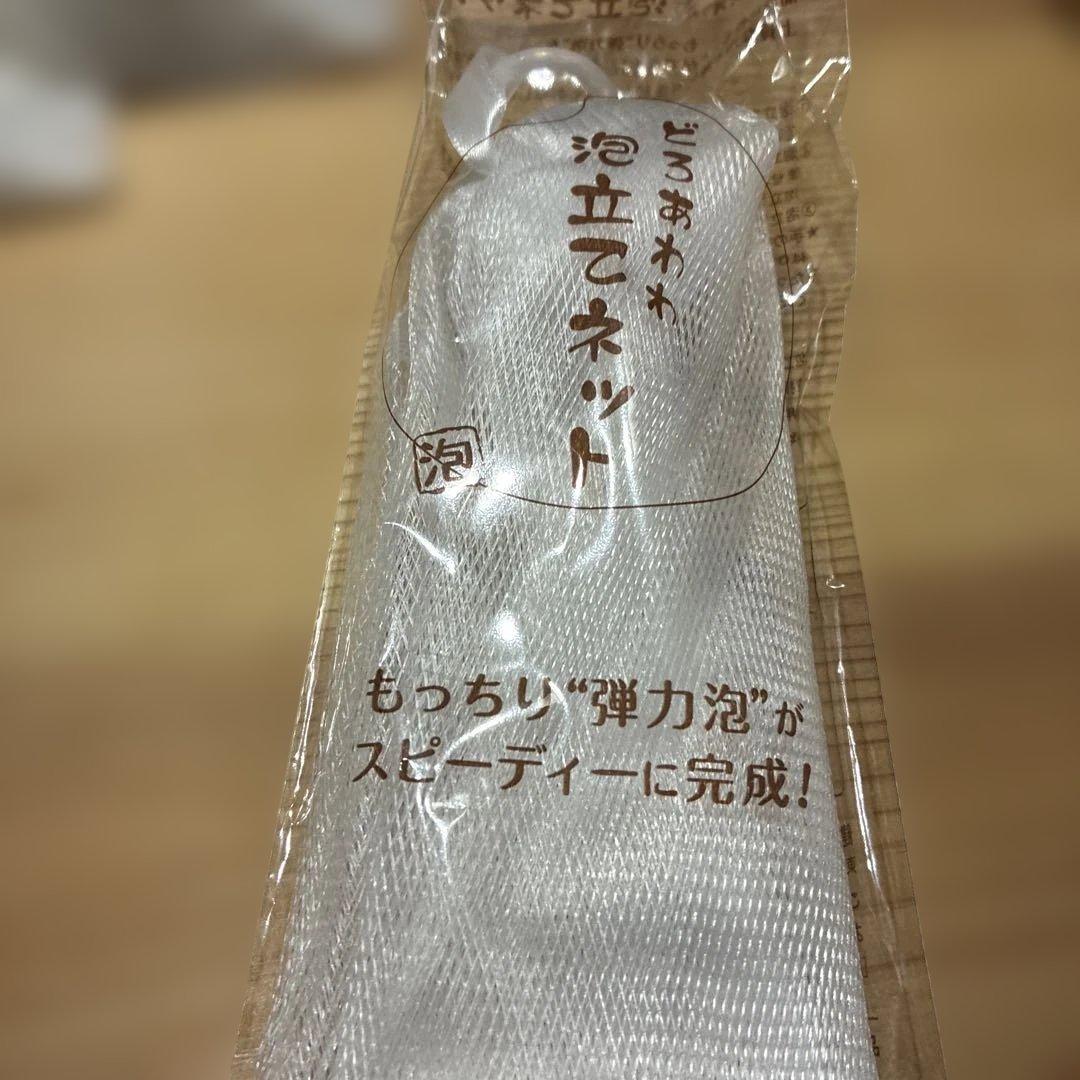 どろあわわ
泡立てネット
泡
もっちり“弾力泡”が
スピーディーに完成!